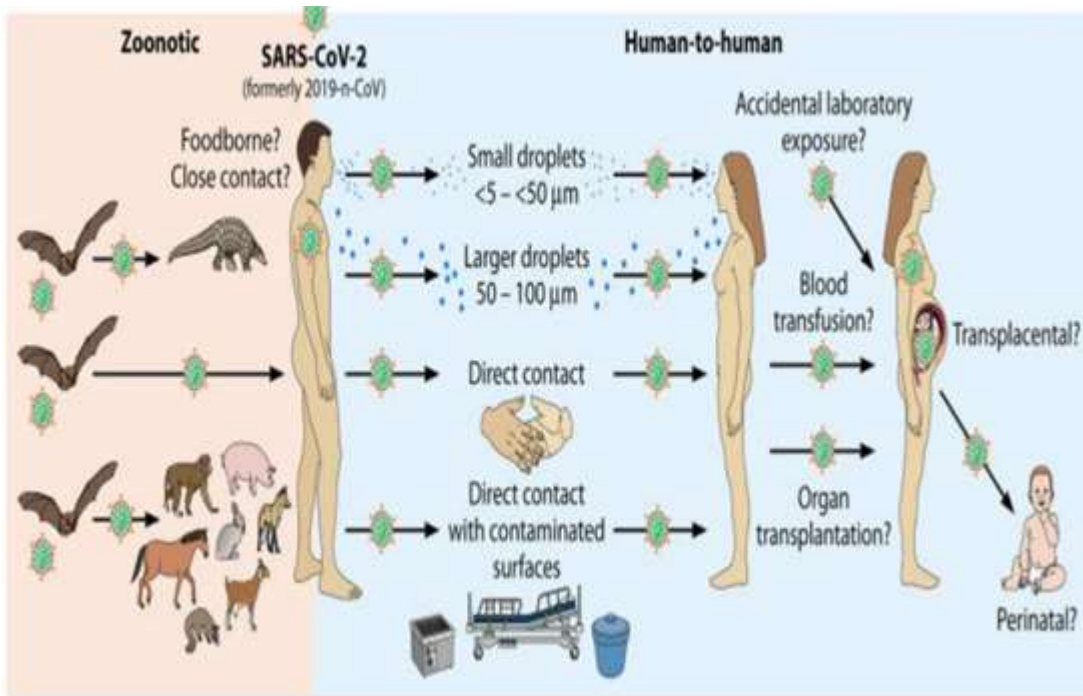 Zoonotic
SARS-CoV-2
(formerly 2019-n-CoV)
Human-to-human
Foodborne?
Close contact?
Small droplets
<5 – <50 µm
Larger droplets
50 – 100 µm
Direct contact
Direct contact
with contaminated
surfaces
Accidental laboratory
exposure?
Blood
transfusion?
Organ
transplantation?
Transplacental?
Perinatal?